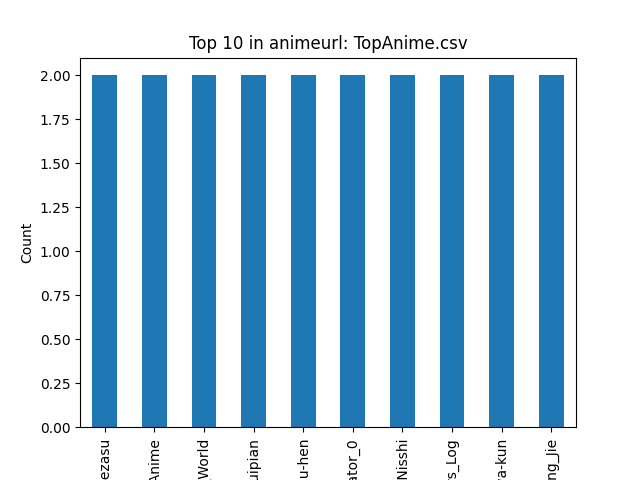 Top 10 in animeurl: TopAnime.csv
Count
2.00
1.75
1.50
1.25
1.00
0.75
0.50
0.25
0.00
ezasu
Anime
_World
uipian
u-hen
ator_0
Nisshi
s_Log
a-kun
ng_Jie